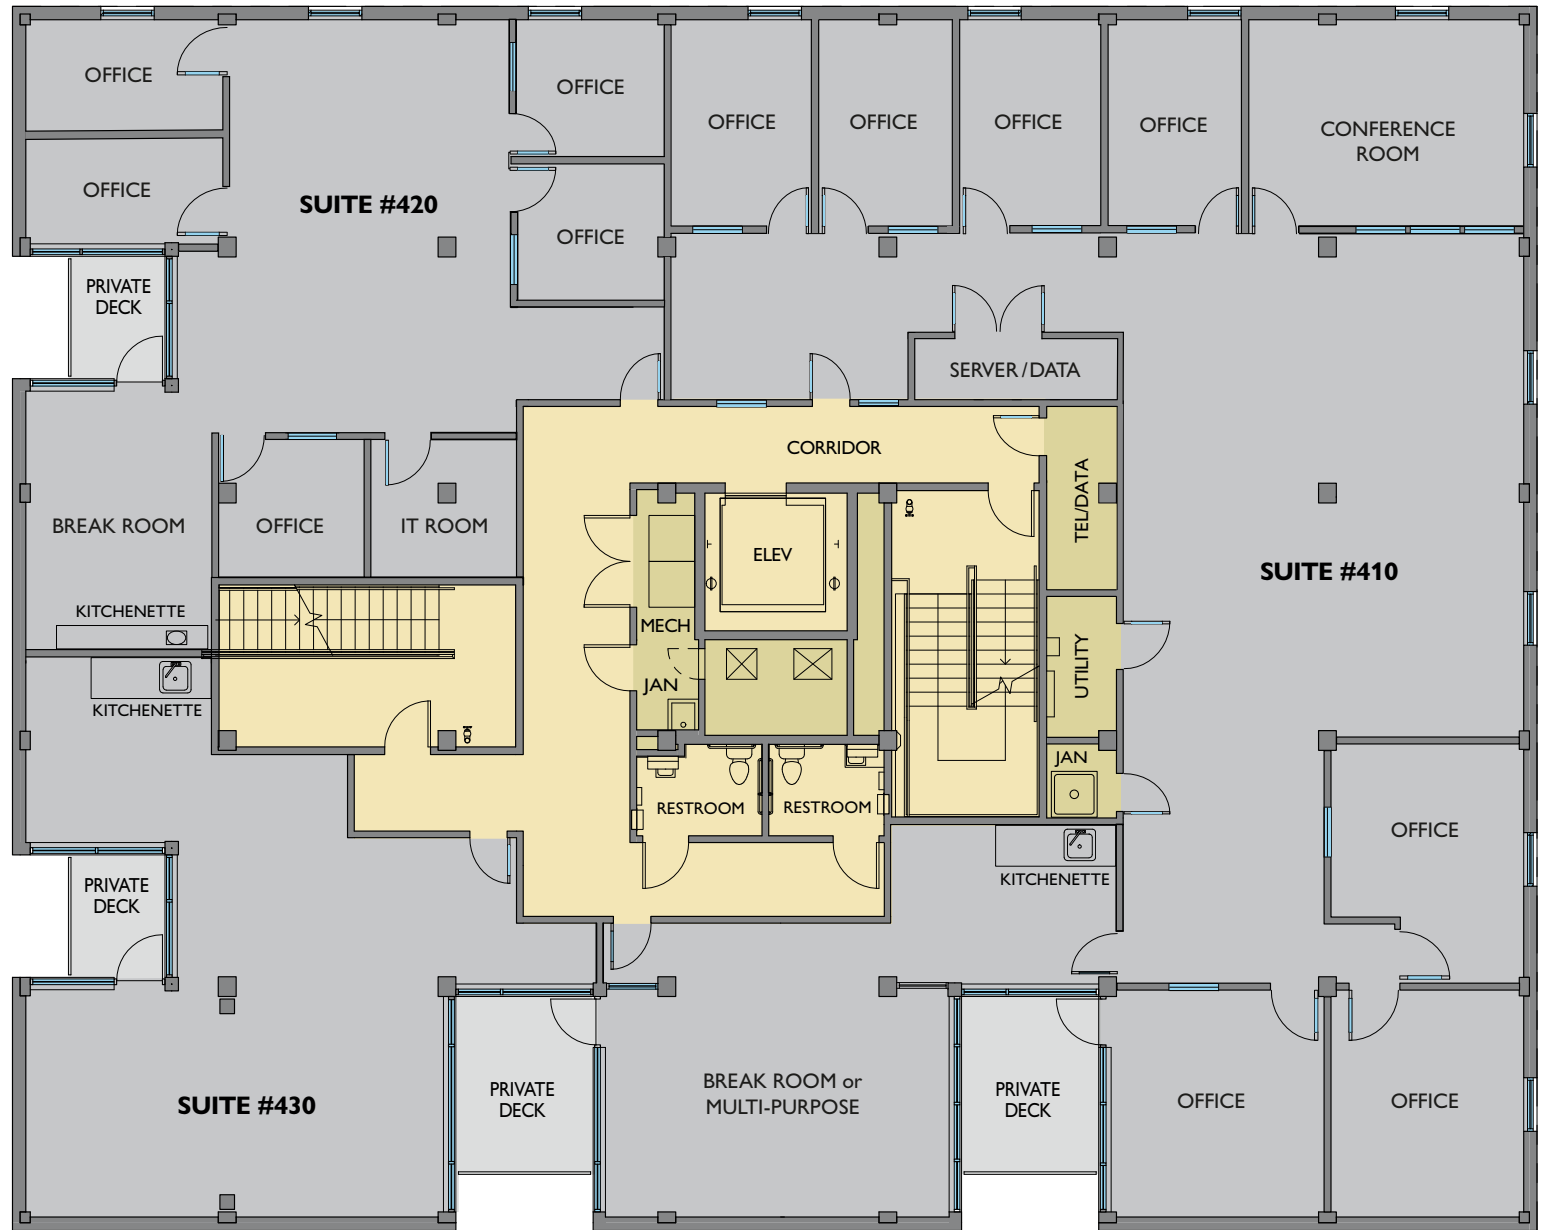 OFFICE
OFFICE
OFFICE
OFFICE
OFFICE
OFFICE
CONFERENCE
ROOM
OFFICE
SUITE #420
OFFICE
PRIVATE
DECK
SERVER / DATA
CORRIDOR
TEL/DATA
BREAK ROOM
OFFICE
IT ROOM
ELEV
SUITE #410
KITCHENETTE
MECH
UTILITY
JAN
KITCHENETTE
JAN
RESTROOM
RESTROOM
OFFICE
KITCHENETTE
PRIVATE
DECK
SUITE #430
PRIVATE
DECK
BREAK ROOM or
MULTI-PURPOSE
PRIVATE
DECK
OFFICE
OFFICE